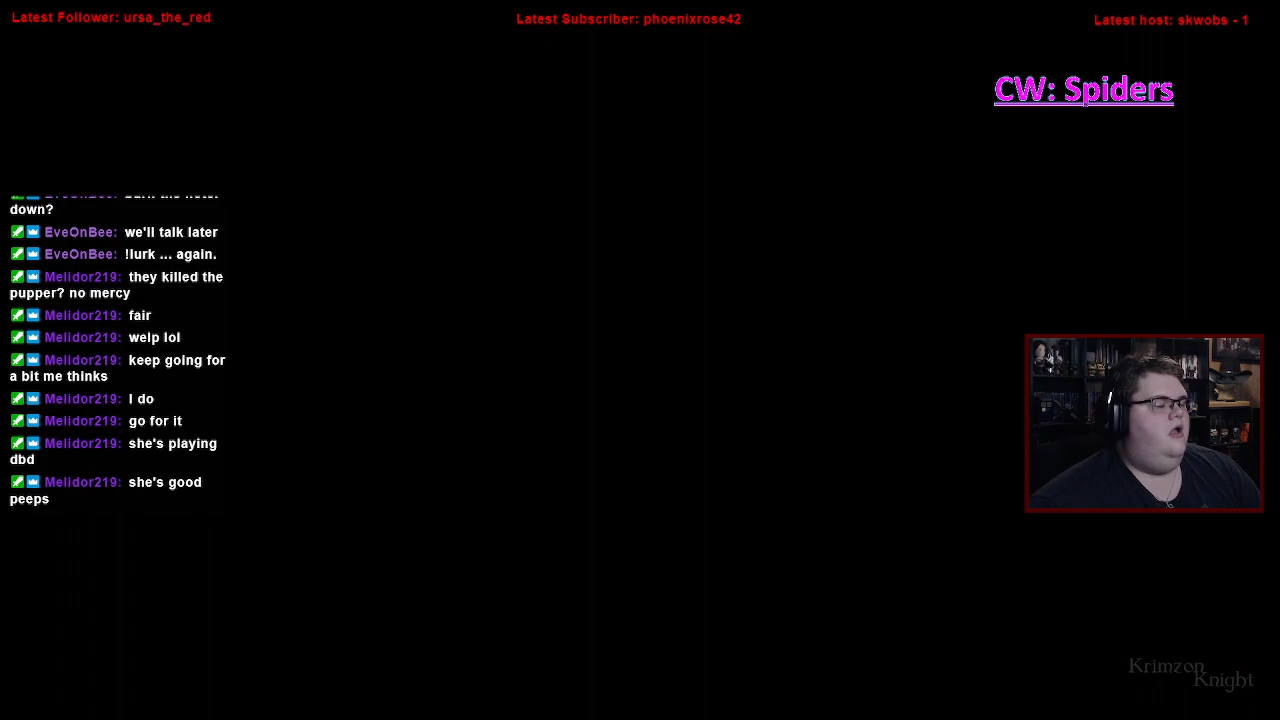 Latest Follower: ursa_the_red
Latest Subscriber: phoenixrose42
Latest host: skwobs - 1
CW: Spiders
EveOnBee:
down?
EveOnBee: we'll talk later
EveOnBee: !lurk ... again.
Melidor219: they killed the
pupper? no mercy
Melidor219: fair
Melidor219: welp lol
Melidor219: keep going for
a bit me thinks
Melidor219: I do
Melidor219: go for it
Melidor219: she's playing
dbd
Melidor219: she's good
peeps
Krimzon
Knight